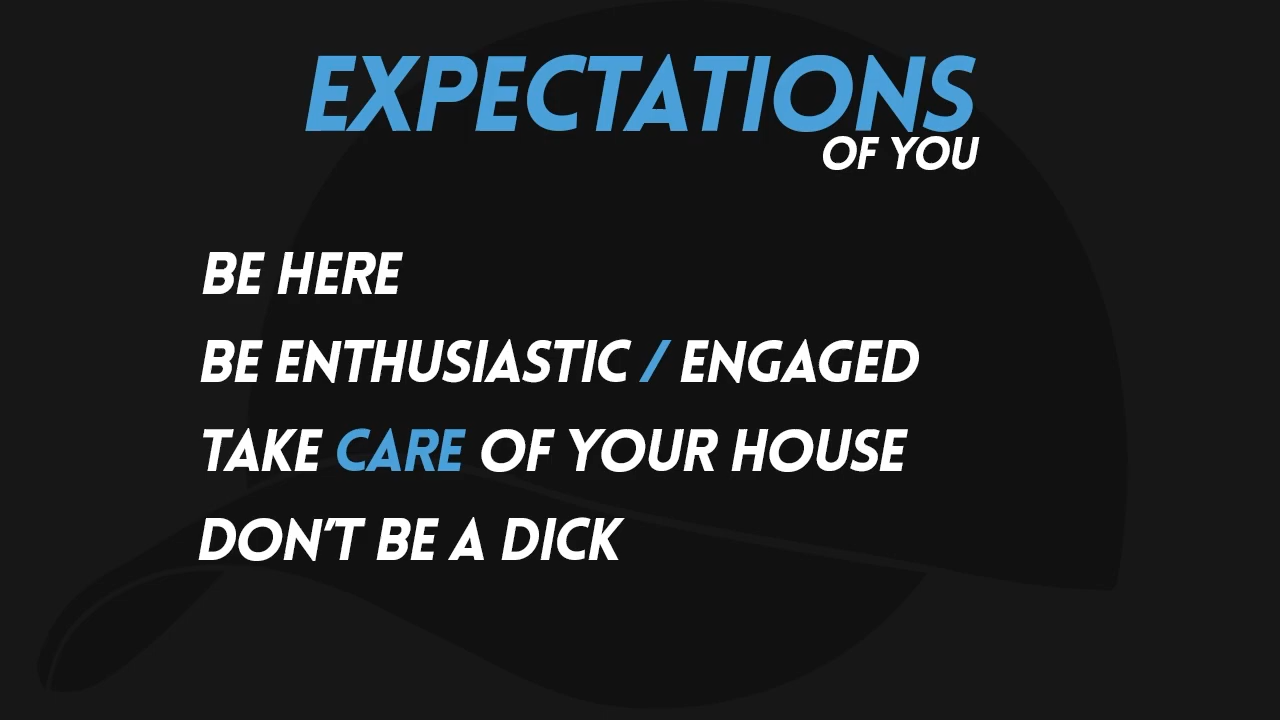 EXPECTATIONS
OF YOU
BE HERE
BE ENTHUSIASTIC / ENGAGED
TAKE CARE OF YOUR HOUSE
DON'T BE A DICK